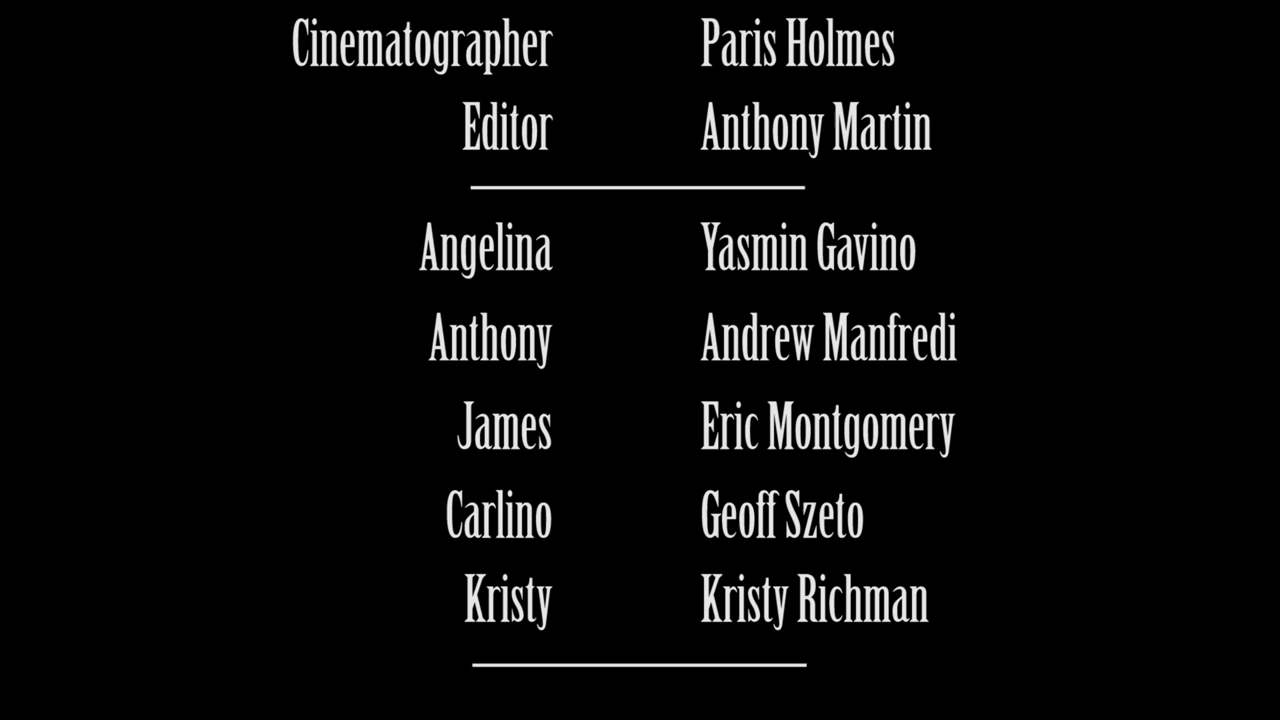 Cinematographer Paris Holmes
Editor Anthony Martin
Angelina Yasmin Gavino
Anthony Andrew Manfredi
James Eric Montgomery
Carlino Geoff Szeto
Kristy Kristy Richman